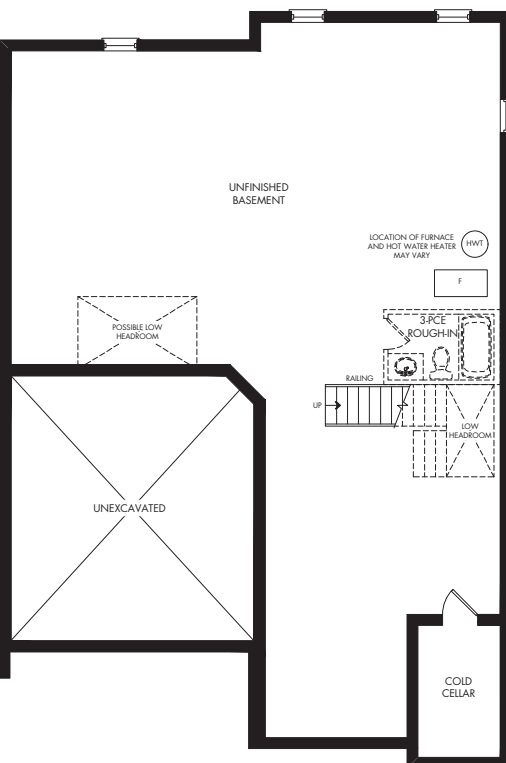 UNFINISHED
BASEMENT
LOCATION OF FURNACE
AND HOT WATER HEATER
MAY VARY
HWT
F
3-PCE
ROUGH-IN
POSSIBLE LOW
HEADROOM
RAILING
UP
LOW
HEADROOM
UNEXCAVATED
COLD
CELLAR